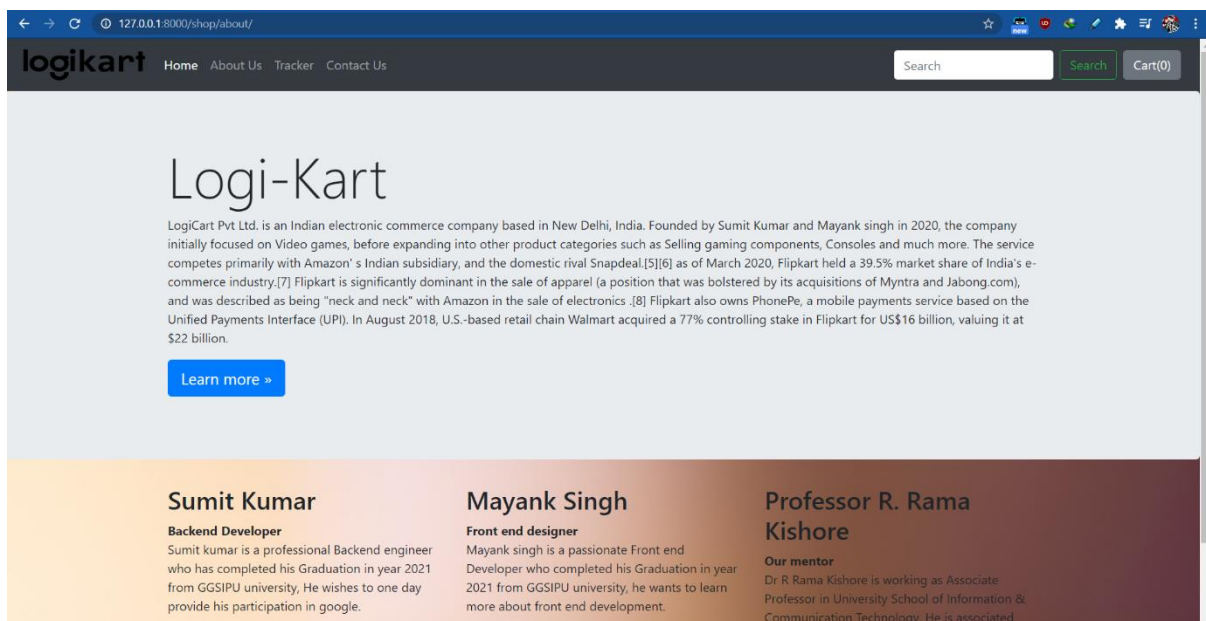 127.0.0.1:8000/shop/about/
new
logikart Home About Us Tracker Contact Us Search Search Cart(0)
Logi-Kart
LogiCart Pvt Ltd. is an Indian electronic commerce company based in New Delhi, India. Founded by Sumit Kumar and Mayank singh in 2020, the company
initially focused on Video games, before expanding into other product categories such as Selling gaming components, Consoles and much more. The service
competes primarily with Amazon' s Indian subsidiary, and the domestic rival Snapdeal.[5][6] as of March 2020, Flipkart held a 39.5% market share of India's e-
commerce industry.[7] Flipkart is significantly dominant in the sale of apparel (a position that was bolstered by its acquisitions of Myntra and Jabong.com),
and was described as being "neck and neck" with Amazon in the sale of electronics .[8] Flipkart also owns PhonePe, a mobile payments service based on the
Unified Payments Interface (UPI). In August 2018, U.S.-based retail chain Walmart acquired a 77% controlling stake in Flipkart for US$16 billion, valuing it at
$22 billion.
Learn more »
Sumit Kumar
Backend Developer
Sumit kumar is a professional Backend engineer
who has completed his Graduation in year 2021
from GGSIPU university, He wishes to one day
provide his participation in google.
Mayank Singh
Front end designer
Mayank singh is a passionate Front end
Developer who completed his Graduation in year
2021 from GGSIPU university, he wants to learn
more about front end development.
Professor R. Rama
Kishore
Our mentor
Dr R Rama Kishore is working as Associate
Professor in University School of Information &
Communication Technology. He is associated